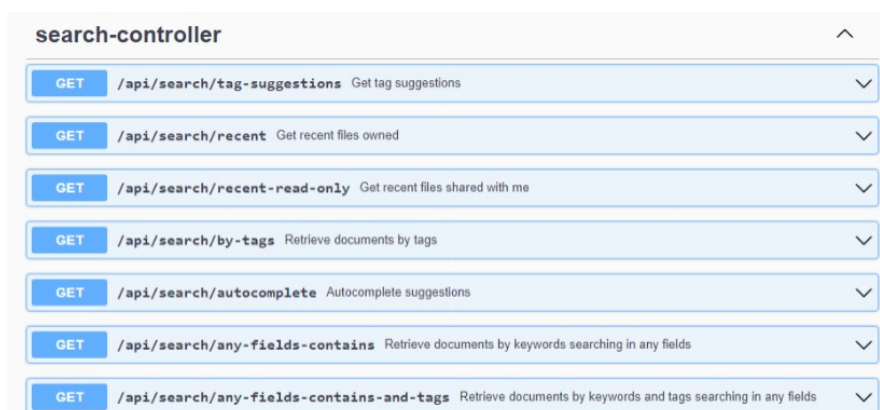 search-controller
GET /api/search/tag-suggestions Get tag suggestions
GET /api/search/recent Get recent files owned
GET /api/search/recent-read-only Get recent files shared with me
GET /api/search/by-tags Retrieve documents by tags
GET /api/search/autocomplete Autocomplete suggestions
GET /api/search/any-fields-contains Retrieve documents by keywords searching in any fields
GET /api/search/any-fields-contains-and-tags Retrieve documents by keywords and tags searching in any fields